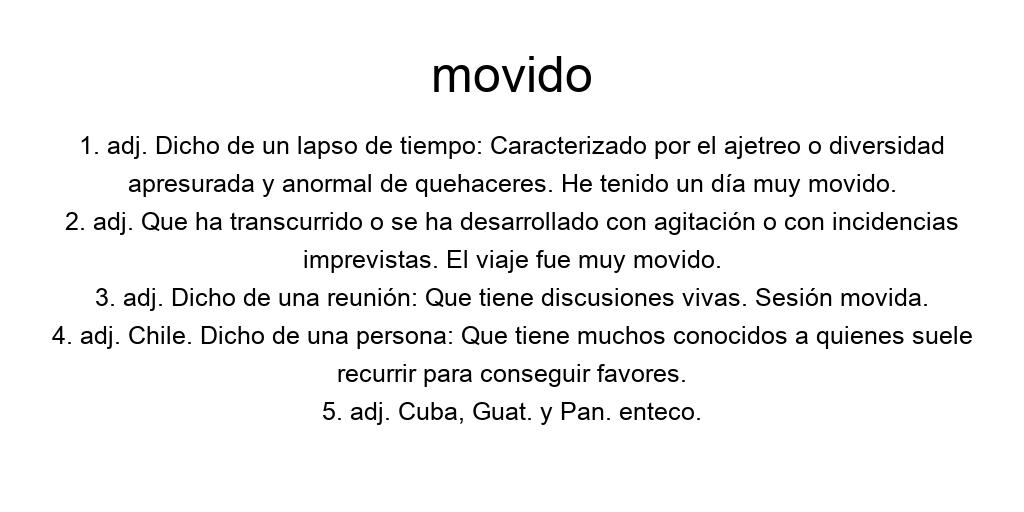 movido
1. adj. Dicho de un lapso de tiempo: Caracterizado por el ajetreo o diversidad
apresurada y anormal de quehaceres. He tenido un día muy movido.
2. adj. Que ha transcurrido o se ha desarrollado con agitación o con incidencias
imprevistas. El viaje fue muy movido.
3. adj. Dicho de una reunión: Que tiene discusiones vivas. Sesión movida.
4. adj. Chile. Dicho de una persona: Que tiene muchos conocidos a quienes suele
recurrir para conseguir favores.
5. adj. Cuba, Guat. y Pan. enteco.